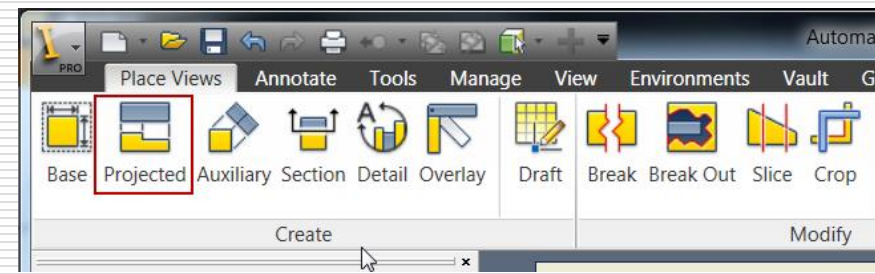 PRO
Automa
Place Views Annotate Tools Manage View Environments Vault G
A
Base Projected Auxiliary Section Detail Overlay Draft Break Break Out Slice Crop
Create Modify